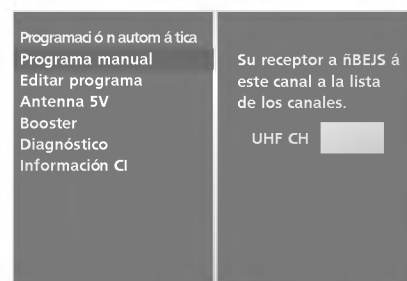 Programaci ó n autom á tica
Programa manual
Editar programa
Antenna 5V
Booster
Diagnóstico
Información CI
Su receptor a ñBEJS á
este canal a la lista
de los canales.
UHF CH